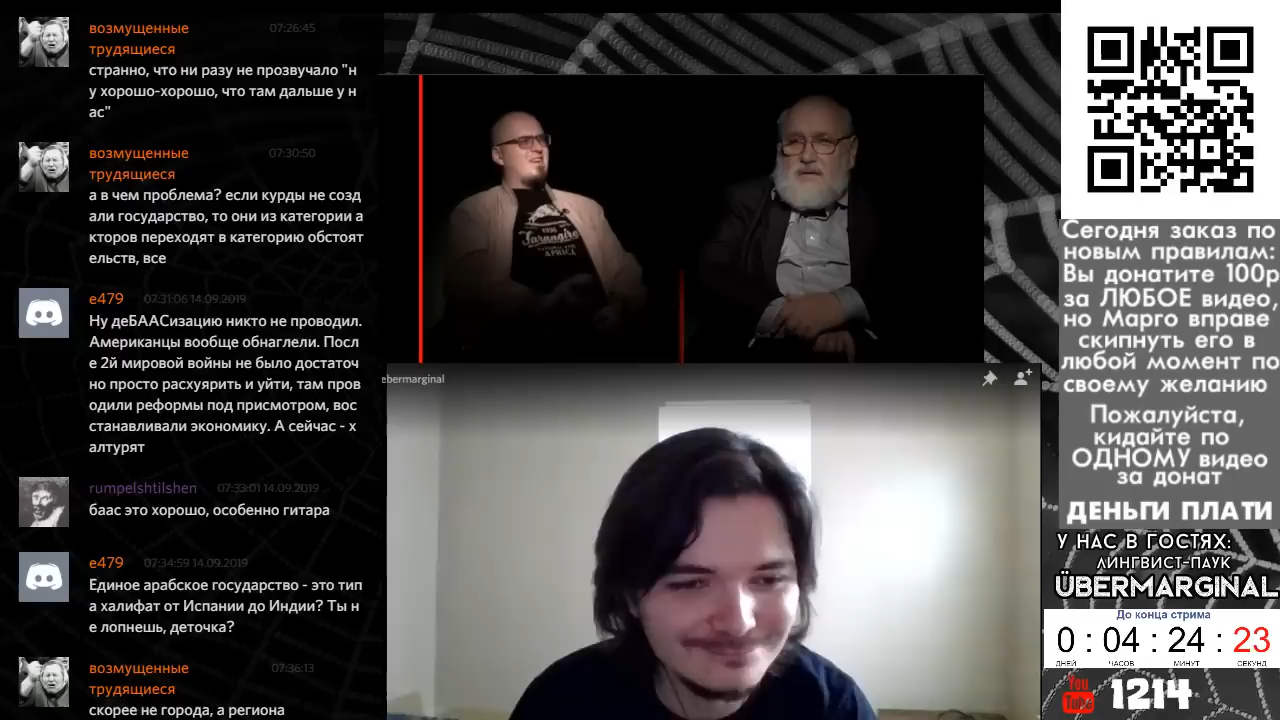 возмущенные
трудящиеся
07:26:45
странно, что ни разу не прозвучало "н
у хорошо-хорошо, что там дальше у н
ас"
возмущенные
трудящиеся
07:30:50
а в чем проблема? если курды не созд
али государство, то они из категории а
кторов переходят в категорию обстоят
ельств, все
e479 07:31:06 14.09.2019
Ну деБААСизацию никто не проводил.
Американцы вообще обнаглели. Посл
е 2й мировой войны не было достаточ
но просто расхуярить и уйти, там пров
одили реформы под присмотром, вос
станавливали экономику. А сейчас - х
алтурят
rumpelshtilshen 07:33:01 14.09.2019
баас это хорошо, особенно гитара
e479 07:34:59 14.09.2019
Единое арабское государство - это тип
а халифат от Испании до Индии? Ты н
е лопнешь, деточка?
возмущенные
трудящиеся
07:36:13
скорее не города, а региона
1996
Tarangire
AFRICA
ebermarginal
Сегодня заказ по
новым правилам:
Вы донатите 100р
за ЛЮБОЕ видео,
но Марго вправе
скипнуть его в
любой момент по
своему желанию
Пожалуйста,
кидайте по
ОДНОМУ видео
за донат
ДЕНЬГИ ПЛАТИ
У НАС В ГОСТЯХ:
ЛИНГВИСТ-ПАУК
ÜBERMARGINAL
До конца стрима
0 : 04 : 24 : 23
ДНЕЙ ЧАСОВ МИНУТ СЕКУНД
You Tube 1214